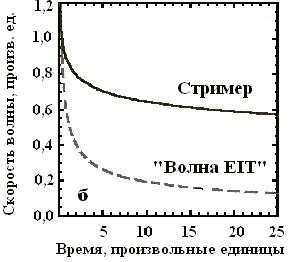 Скорость волны, произв. ед.
1,2
1,0
0,8
0,6
0,4
0,2
0,0
Стример
"Волна EIT"
б
0 5 10 15 20 25
Время, произвольные единицы